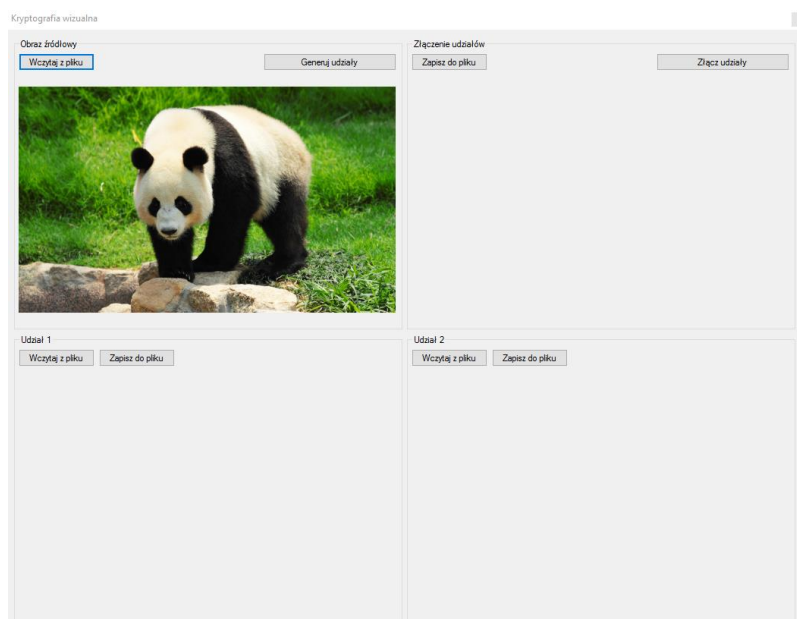 Kryptografia wizualna
Obraz źródłowy
Wczytaj z pliku
Generuj udziały
Złączenie udziałów
Zapisz do pliku
Złącz udziały
Udział 1
Wczytaj z pliku
Zapisz do pliku
Udział 2
Wczytaj z pliku
Zapisz do pliku